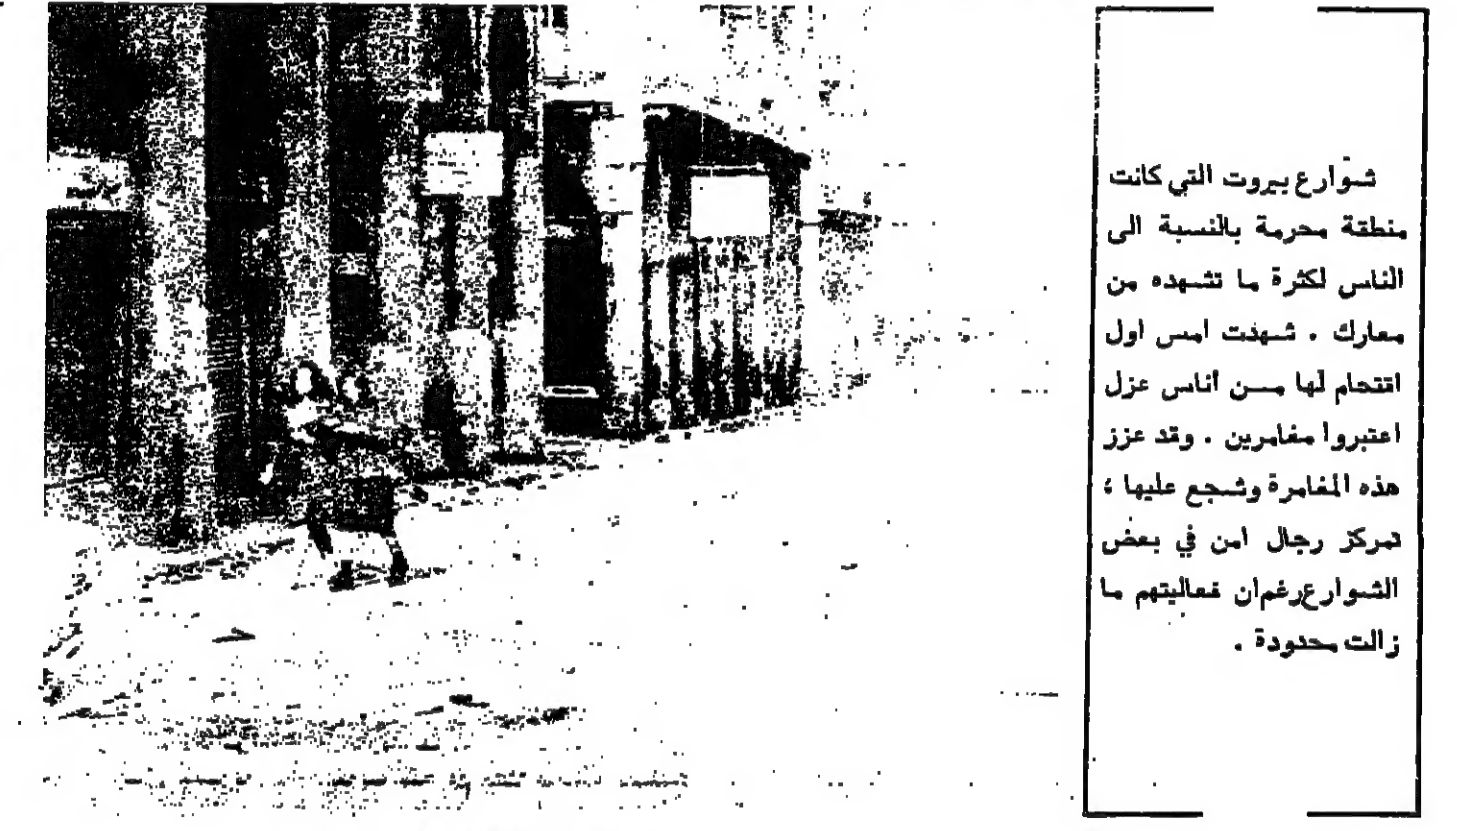 شوارع بيروت التي كانت
منطقة محرمة بالنسبة الى
الناس لكثرة ما تشهده من
معارك . شهدت امس اول
اقتحام لها مــن أناس عزل
اعتبروا مغامرين . وقد عزز
هذه المغامرة وشجع عليها ؛
تمركز رجال امن في بعض
الشوارع رغم ان فعاليتهم ما
زالت محدودة .